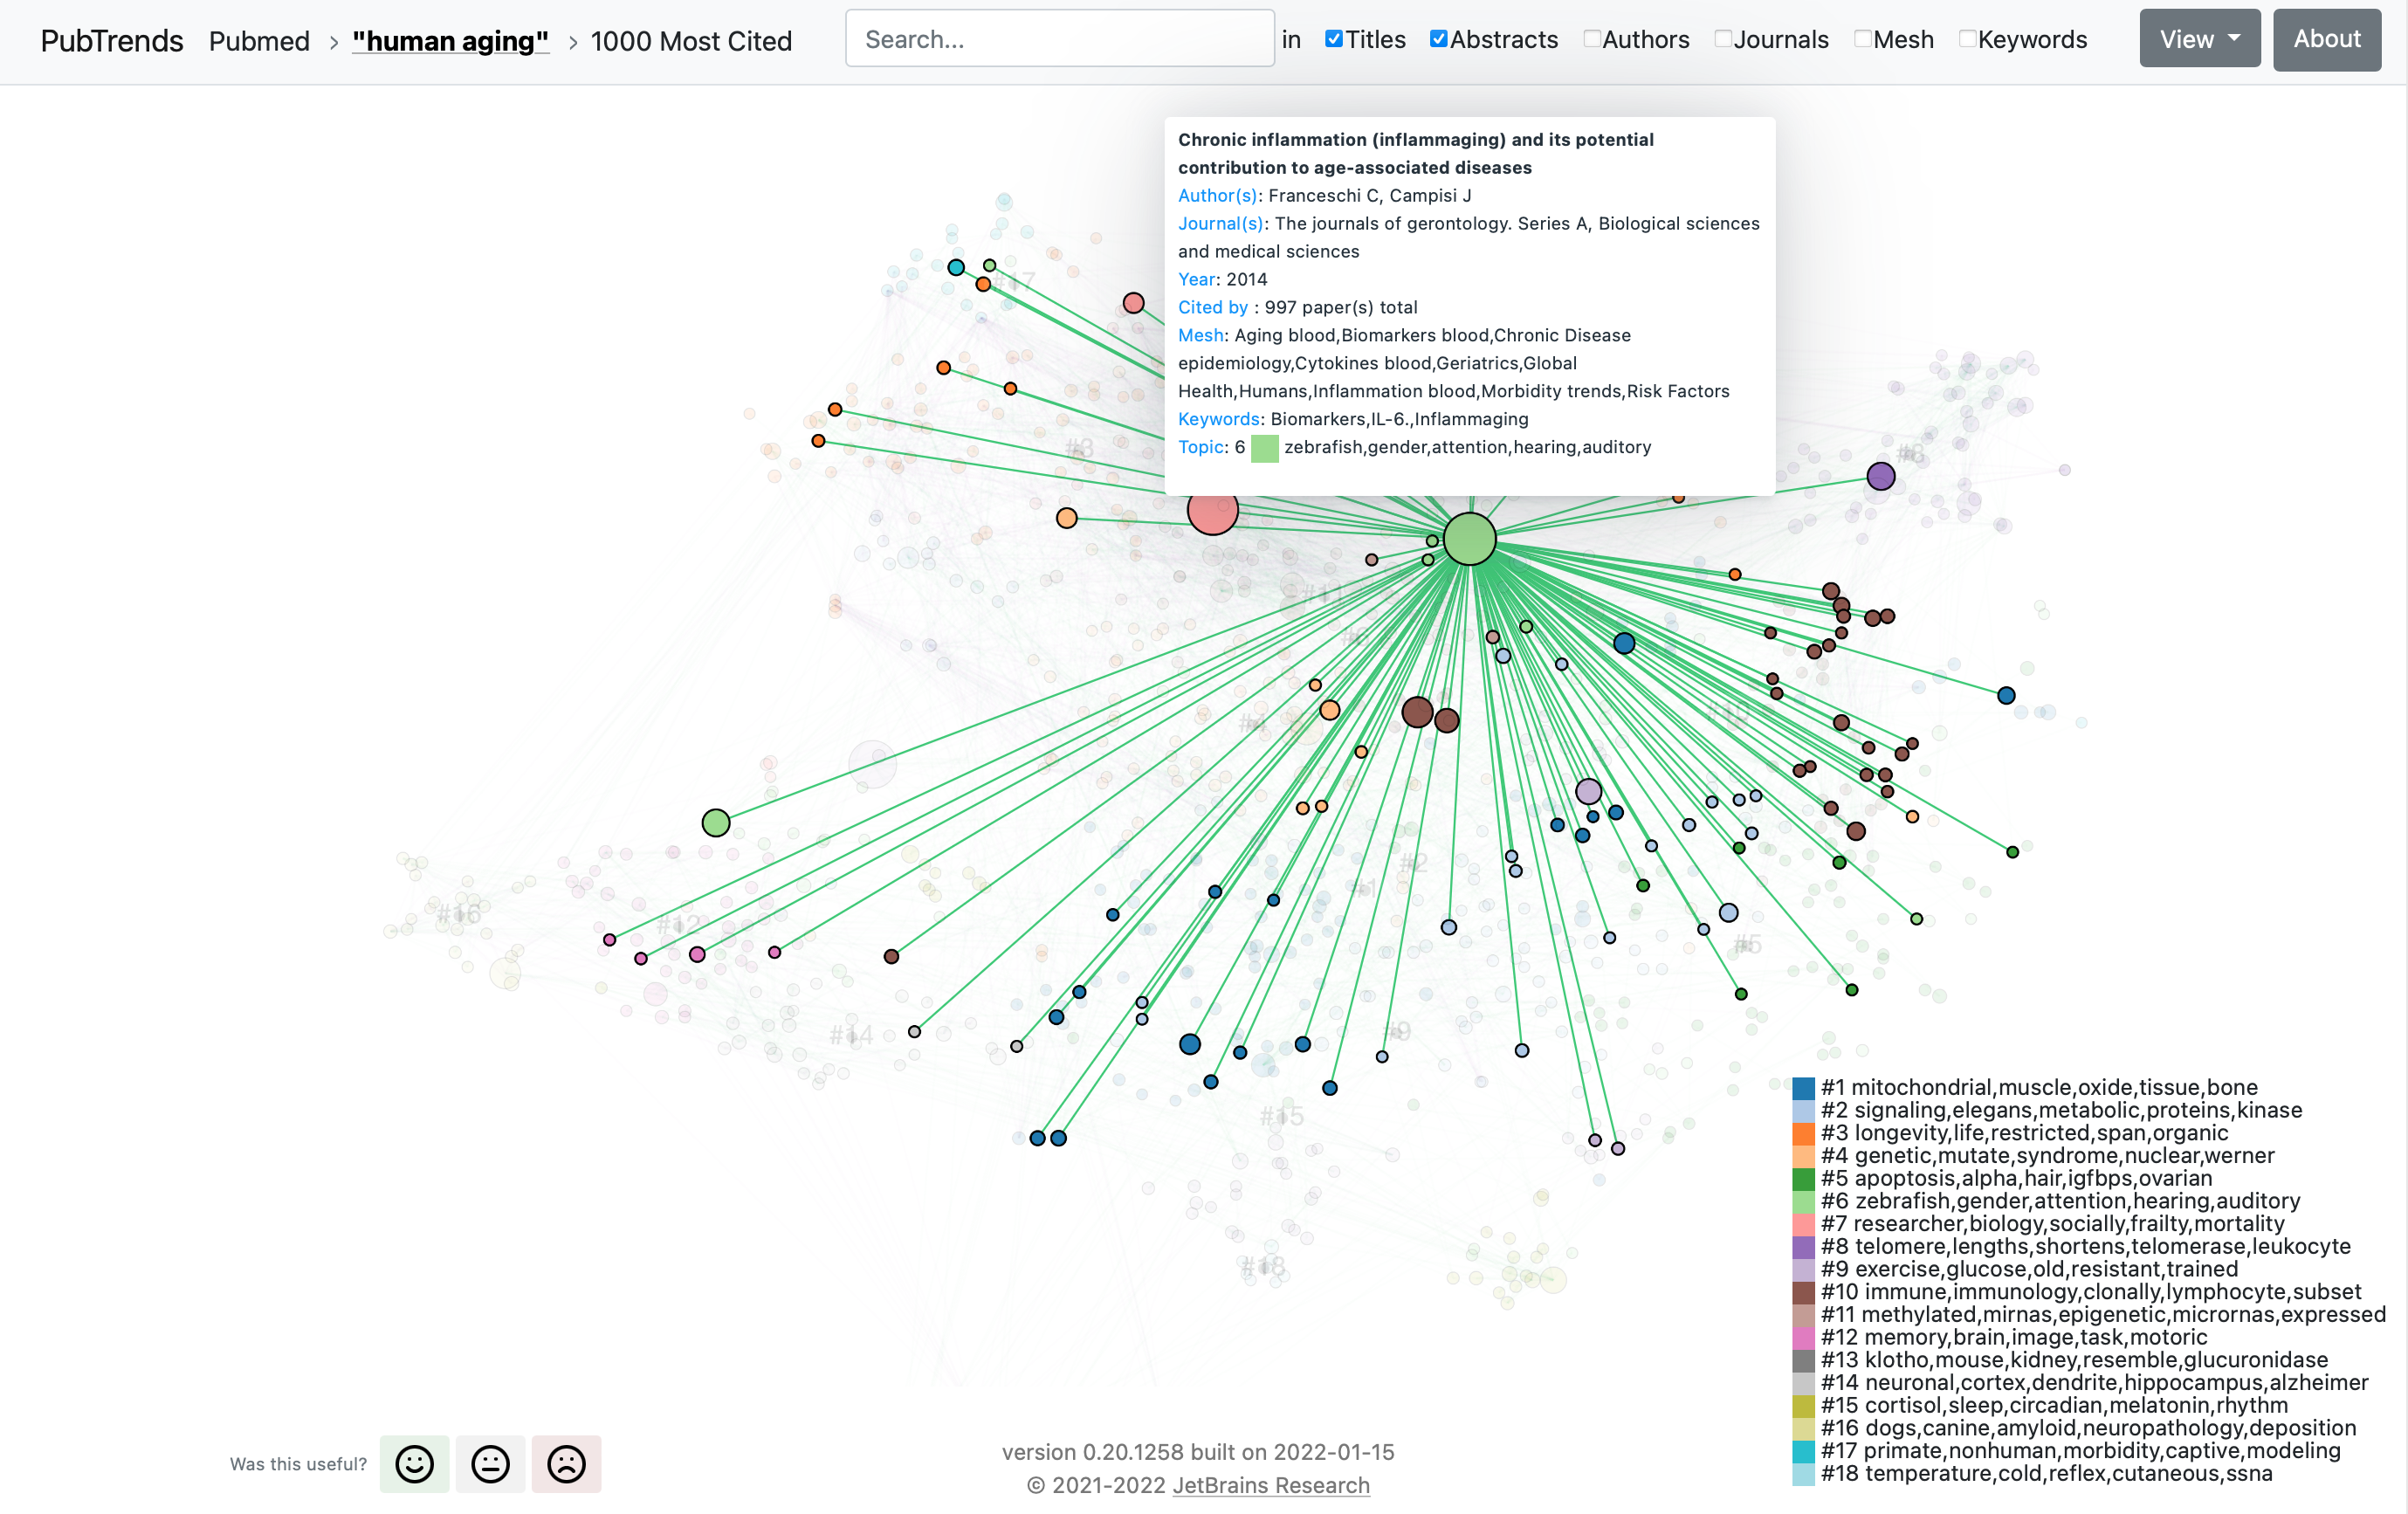 PubTrends Pubmed > "human aging" > 1000 Most Cited Search... in Titles Abstracts Authors Journals Mesh Keywords View About
Chronic inflammation (inflammaging) and its potential
contribution to age-associated diseases
Author(s): Franceschi C, Campisi J
Journal(s): The journals of gerontology. Series A, Biological sciences
and medical sciences
Year: 2014
Cited by : 997 paper(s) total
Mesh: Aging blood,Biomarkers blood,Chronic Disease
epidemiology,Cytokines blood,Geriatrics,Global
Health,Humans,Inflammation blood,Morbidity trends,Risk Factors
Keywords: Biomarkers,IL-6.,Inflammaging
Topic: 6 zebrafish,gender,attention,hearing,auditory
#17
#3
#8
#11
#4
#10
#2
#1
#16
#12
#5
#14
#9
#15
#18
#1 mitochondrial,muscle,oxide,tissue,bone
#2 signaling,elegans,metabolic,proteins,kinase
#3 longevity,life,restricted,span,organic
#4 genetic,mutate,syndrome,nuclear,werner
#5 apoptosis,alpha,hair,igfbps,ovarian
#6 zebrafish,gender,attention,hearing,auditory
#7 researcher,biology,socially,frailty,mortality
#8 telomere,lengths,shortens,telomerase,leukocyte
#9 exercise,glucose,old,resistant,trained
#10 immune,immunology,clonally,lymphocyte,subset
#11 methylated,mirnas,epigenetic,micrornas,expressed
#12 memory,brain,image,task,motoric
#13 klotho,mouse,kidney,resemble,glucuronidase
#14 neuronal,cortex,dendrite,hippocampus,alzheimer
#15 cortisol,sleep,circadian,melatonin,rhythm
#16 dogs,canine,amyloid,neuropathology,deposition
#17 primate,nonhuman,morbidity,captive,modeling
#18 temperature,cold,reflex,cutaneous,ssna
Was this useful?
version 0.20.1258 built on 2022-01-15
© 2021-2022 JetBrains Research